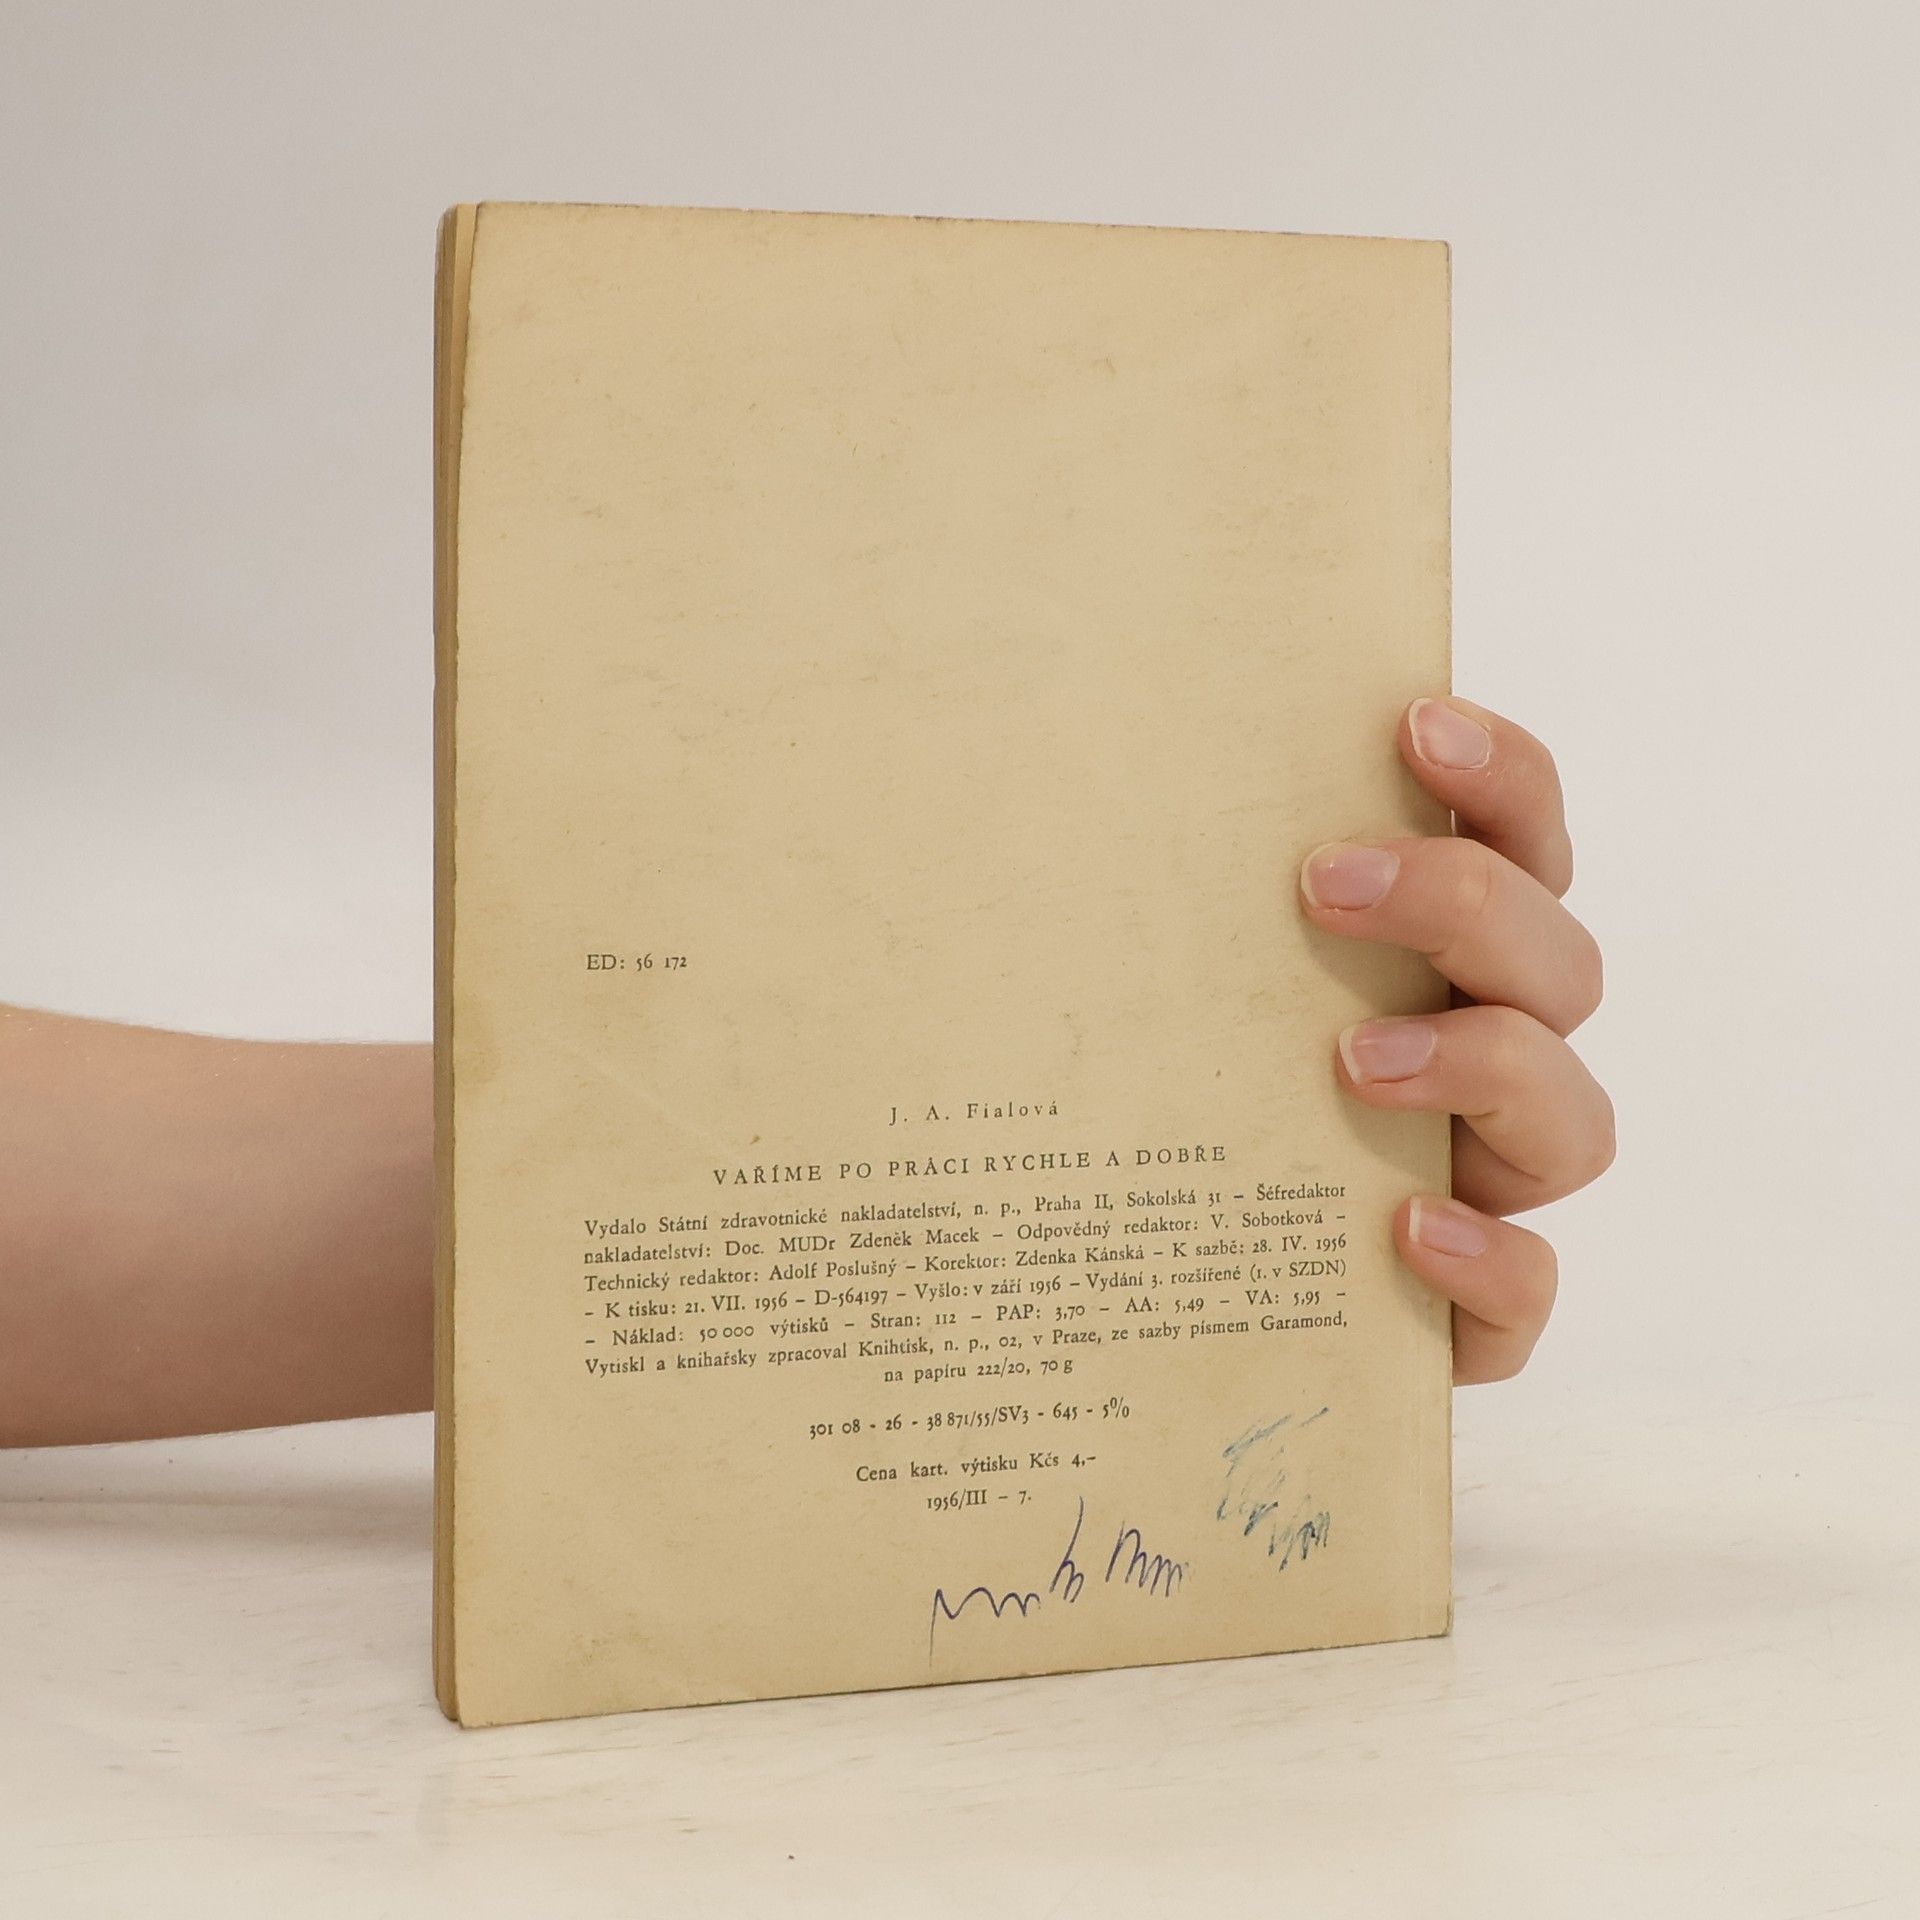 ED: 56 172
J. A. Fialová
VAŘÍME PO PRÁCI RYCHLE A DOBŘE
Vydalo Státní zdravotnické nakladatelství, n. p., Praha II, Sokolská 31 – Šéfredaktor
nakladatelství: Doc. MUDr Zdeněk Macek – Odpovědný redaktor: V. Sobotková –
Technický redaktor: Adolf Poslušný – Korektor: Zdenka Kánská – K sazbě: 28. IV. 1956
– K tisku: 21. VII. 1956 – D-564197 – Vyšlo: v září 1956 – Vydání 3. rozšířené (1. v SZDN)
– Náklad: 50 000 výtisků – Stran: 112 – PAP: 3,70 – AA: 5,49 – VA: 5,95 –
Vytiskl a knihařsky zpracoval Knihtisk, n. p., 02, v Praze, ze sazby písmem Garamond,
na papíru 222/20, 70 g
301 08 - 26 - 38 871/55/SV3 - 645 - 5%
Cena kart. výtisku Kčs 4,–
1956/III – 7.